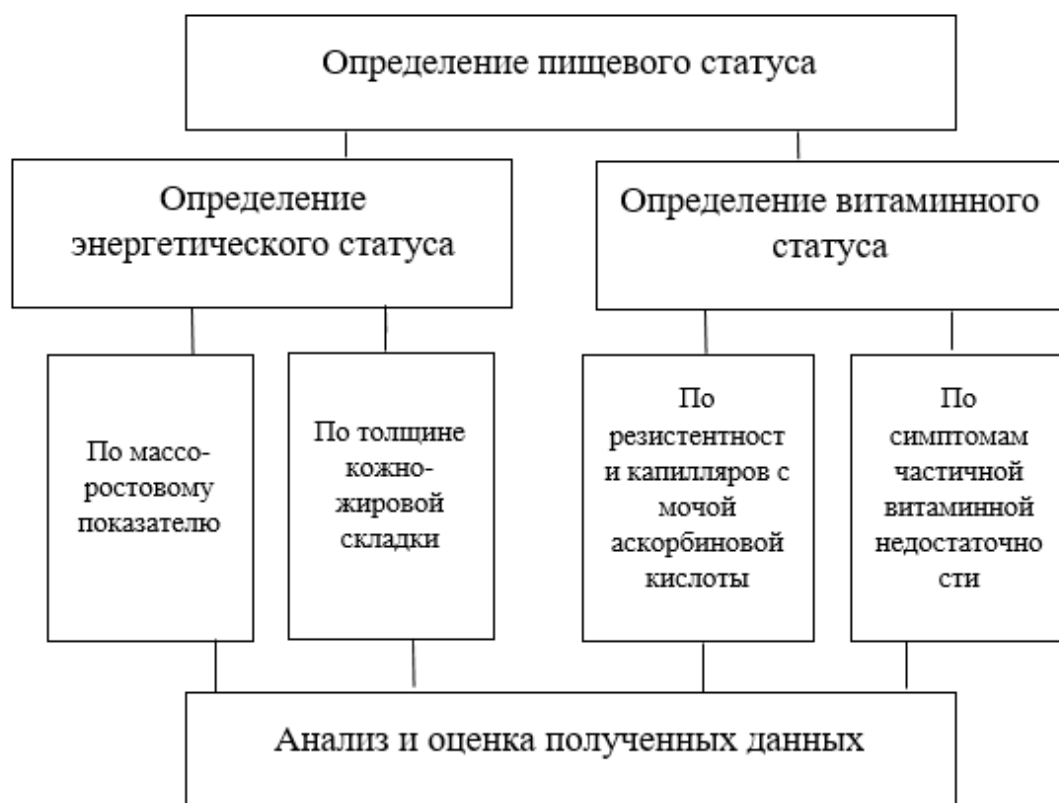 Определение пищевого статуса
Определение
энергетического статуса
Определение витаминного
статуса
По массо-
ростовому
показателю
По толщине
кожно-
жировой
складки
По
резистентност
и капилляров с
мочой
аскорбиновой
кислоты
По
симптомам
частичной
витаминной
недостаточно
сти
Анализ и оценка полученных данных